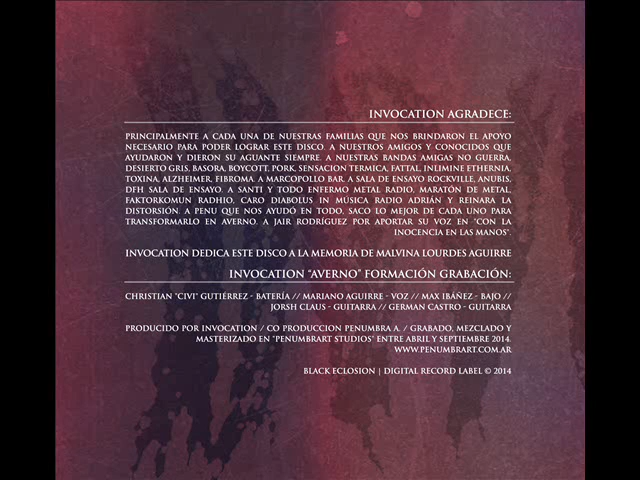 INVOCATION AGRADECE:
PRINCIPALMENTE A CADA UNA DE NUESTRAS FAMILIAS QUE NOS BRINDARON EL APOYO
NECESARIO PARA PODER LOGRAR ESTE DISCO. A NUESTROS AMIGOS Y CONOCIDOS QUE
AYUDARON Y DIERON SU AGUANTE SIEMPRE. A NUESTRAS BANDAS AMIGAS NO GUERRA,
DESIERTO GRIS, BASORA, BOYCOTT, PORK, SENSACION TERMICA, FATTAL, INLIMINE ETHERNIA,
TOXINA, ALZHEIMER, FIBROMA. A MARCOPOLLO BAR. A SALA DE ENSAYO ROCKVILLE, ANUBIS,
DFH SALA DE ENSAYO. A SANTI Y TODO ENFERMO METAL RADIO, MARATÓN DE METAL,
FAKTORKOMUN RADHIO, CARO DIABOLUS IN MÚSICA RADIO ADRIÁN Y REINARA LA
DISTORSIÓN. A PENU QUE NOS AYUDÓ EN TODO, SACO LO MEJOR DE CADA UNO PARA
TRANSFORMARLO EN AVERNO. A JAIR RODRÍGUEZ POR APORTAR SU VOZ EN "CON LA
INOCENCIA EN LAS MANOS".
INVOCATION DEDICA ESTE DISCO A LA MEMORIA DE MALVINA LOURDES AGUIRRE
INVOCATION "AVERNO" FORMACIÓN GRABACIÓN:
CHRISTIAN "CIVI" GUTIÉRREZ - BATERÍA // MARIANO AGUIRRE - VOZ // MAX IBÁÑEZ - BAJO //
JORSH CLAUS - GUITARRA // GERMAN CASTRO - GUITARRA
PRODUCIDO POR INVOCATION / CO PRODUCCION PENUMBRA A. / GRABADO, MEZCLADO Y
MASTERIZADO EN "PENUMBRART STUDIOS" ENTRE ABRIL Y SEPTIEMBRE 2014.
WWW.PENUMBRART.COM.AR
BLACK ECLOSION | DIGITAL RECORD LABEL © 2014